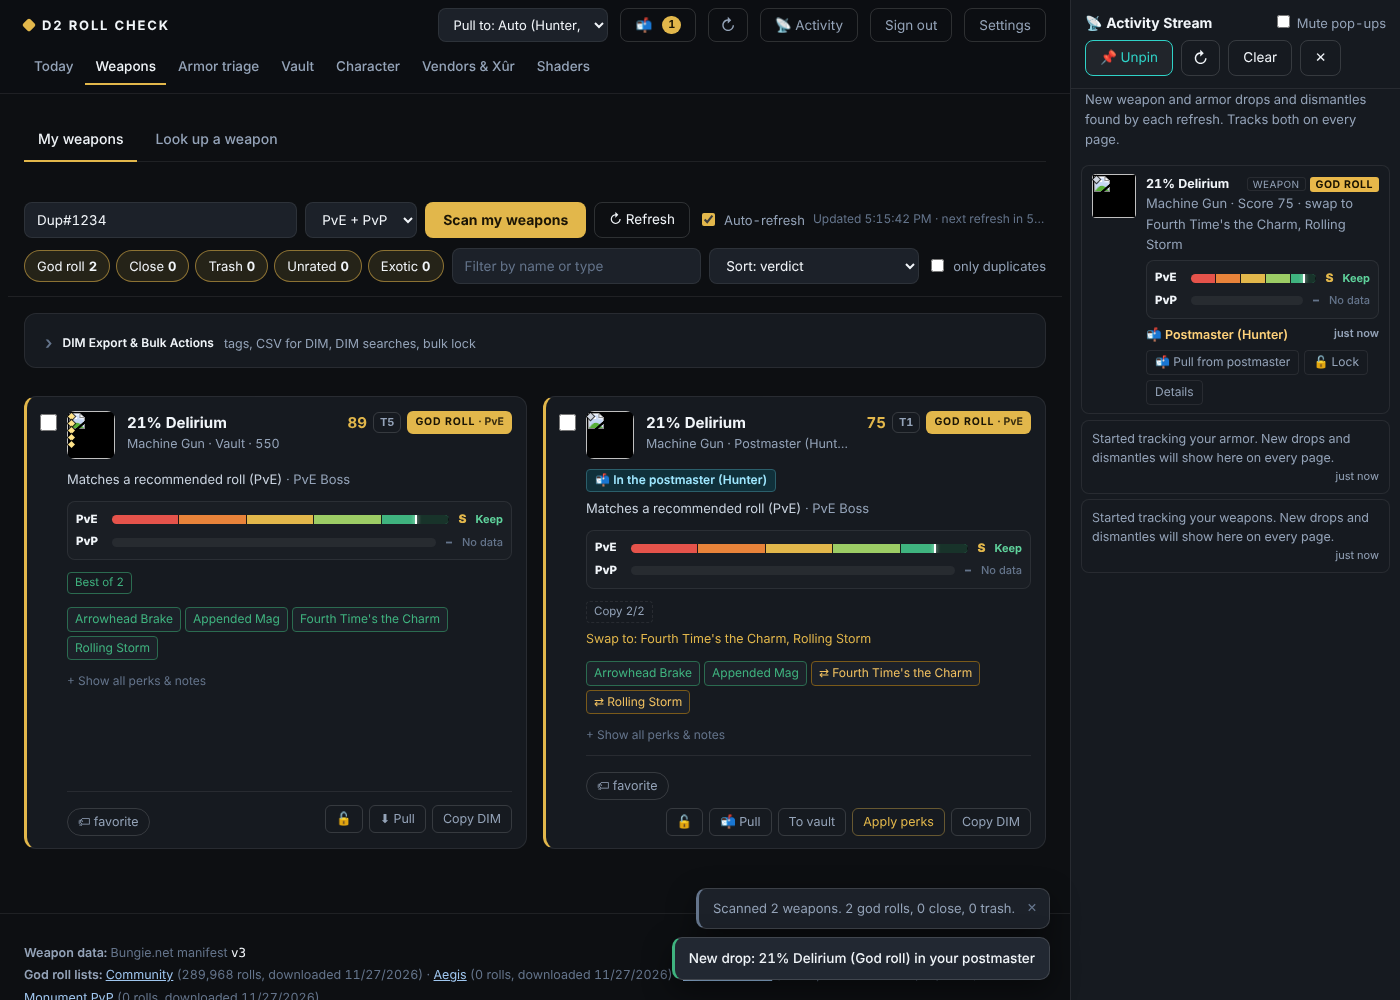 D2 ROLL CHECK
Pull to: Auto (Hunter,
📬 1
↻
📡 Activity
Sign out
Settings
Today
Weapons
Armor triage
Vault
Character
Vendors & Xûr
Shaders
My weapons
Look up a weapon
Dup#1234
PvE + PvP
Scan my weapons
↻ Refresh
Auto-refresh
Updated 5:15:42 PM · next refresh in 5…
God roll 2
Close 0
Trash 0
Unrated 0
Exotic 0
Filter by name or type
Sort: verdict
only duplicates
DIM Export & Bulk Actions tags, CSV for DIM, DIM searches, bulk lock
21% Delirium
89 T5 GOD ROLL · PvE
Machine Gun · Vault · 550
Matches a recommended roll (PvE) · PvE Boss
PvE S Keep
PvP – No data
Best of 2
Arrowhead Brake
Appended Mag
Fourth Time's the Charm
Rolling Storm
+ Show all perks & notes
🏷 favorite
🔓
⬇ Pull
Copy DIM
21% Delirium
75 T1 GOD ROLL · PvE
Machine Gun · Postmaster (Hunt…
📬 In the postmaster (Hunter)
Matches a recommended roll (PvE) · PvE Boss
PvE S Keep
PvP – No data
Copy 2/2
Swap to: Fourth Time's the Charm, Rolling Storm
Arrowhead Brake
Appended Mag
⇄ Fourth Time's the Charm
⇄ Rolling Storm
+ Show all perks & notes
🏷 favorite
🔓
📬 Pull
To vault
Apply perks
Copy DIM
Scanned 2 weapons. 2 god rolls, 0 close, 0 trash. ×
New drop: 21% Delirium (God roll) in your postmaster
Weapon data: Bungie.net manifest v3
God roll lists: Community (289,968 rolls, downloaded 11/27/2026) · Aegis (0 rolls, downloaded 11/27/2026)
Monument PvP (0 rolls, downloaded 11/27/2026)
📡 Activity Stream
Mute pop-ups
📌 Unpin
↻
Clear
×
New weapon and armor drops and dismantles
found by each refresh. Tracks both on every
page.
21% Delirium WEAPON GOD ROLL
Machine Gun · Score 75 · swap to
Fourth Time's the Charm, Rolling
Storm
PvE S Keep
PvP – No data
📬 Postmaster (Hunter) just now
📬 Pull from postmaster
🔓 Lock
Details
Started tracking your armor. New drops and
dismantles will show here on every page.
just now
Started tracking your weapons. New drops and
dismantles will show here on every page.
just now